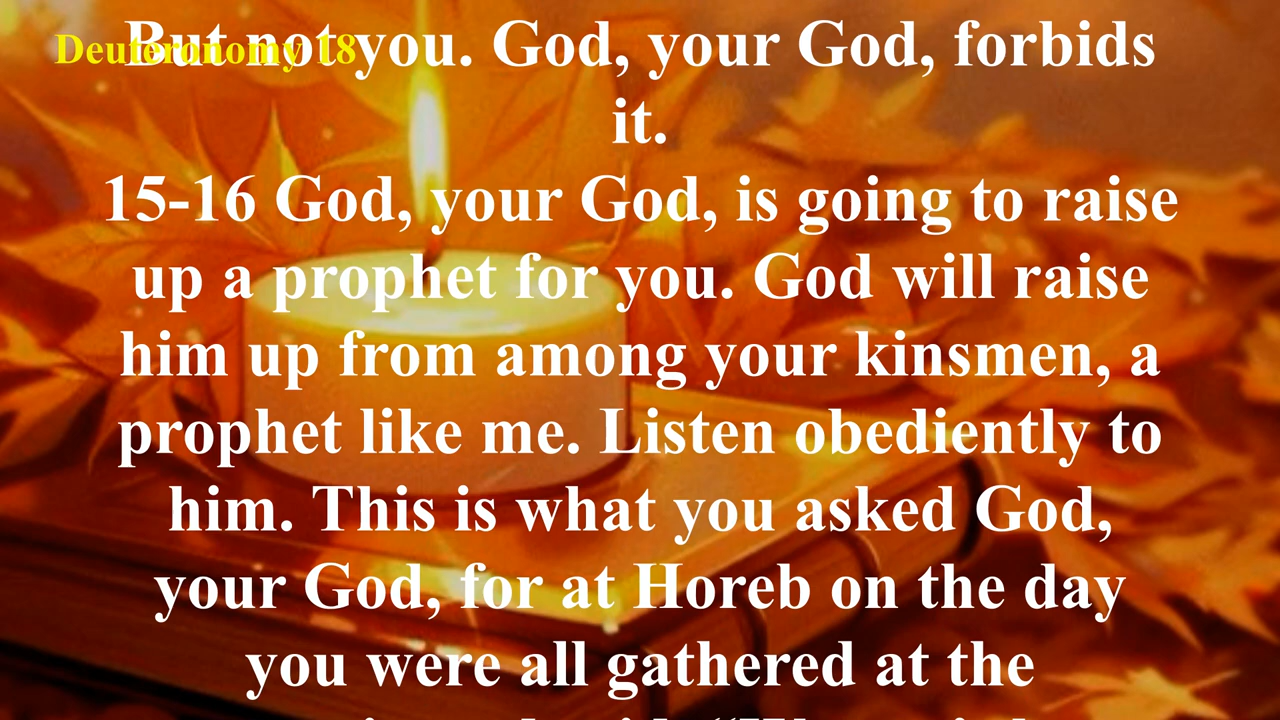 Deuteronomy 18
But not you. God, your God, forbids
it.
15-16 God, your God, is going to raise
up a prophet for you. God will raise
him up from among your kinsmen, a
prophet like me. Listen obediently to
him. This is what you asked God,
your God, for at Horeb on the day
you were all gathered at the